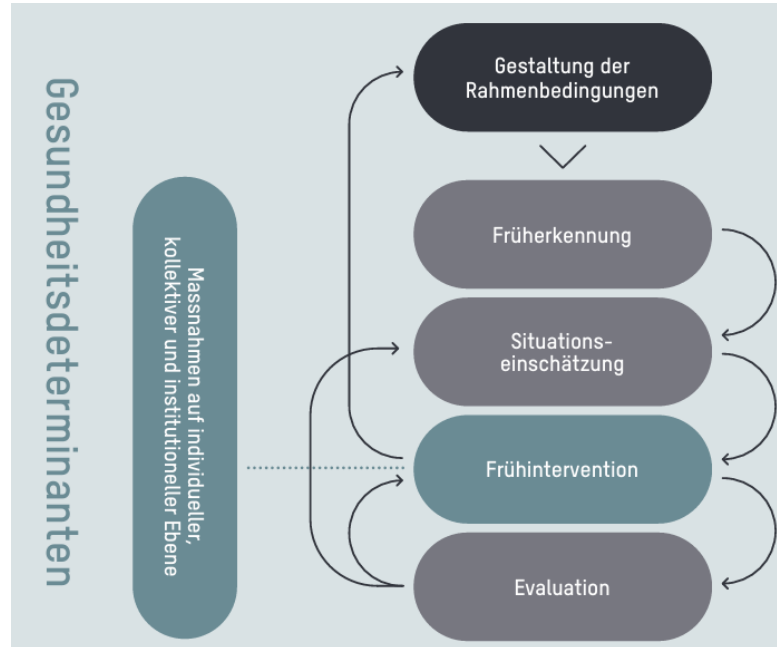 Gesundheitsdeterminanten
Massnahmen auf individueller,
kollektiver und institutioneller Ebene
Gestaltung der
Rahmenbedingungen
Früherkennung
Situations-
einschätzung
Frühintervention
Evaluation